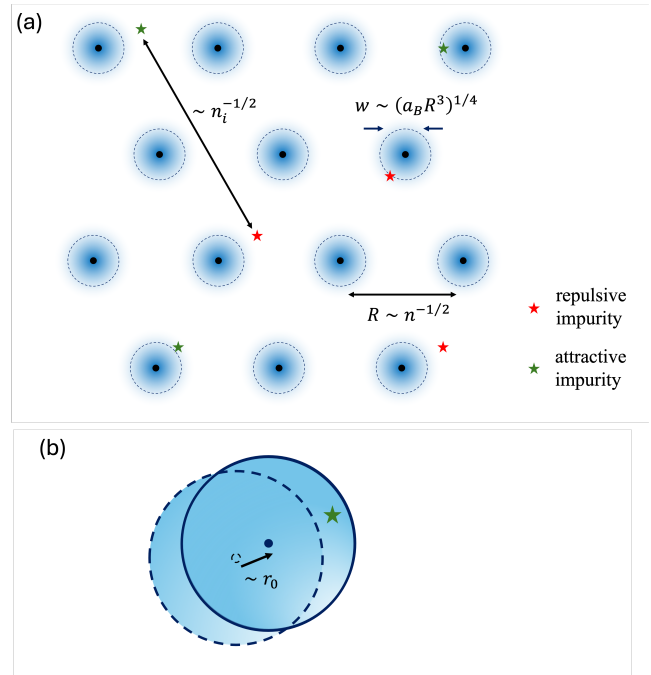 (a)
~ n_i^{-1/2}
w ~ (a_B R^3)^{1/4}
R ~ n^{-1/2}
repulsive
impurity
attractive
impurity
(b)
~ r_0